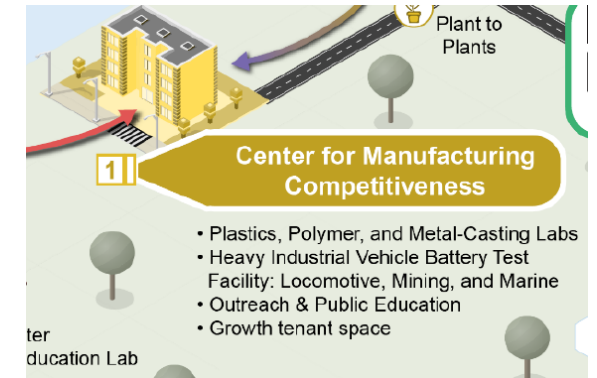 Plant to
Plants
1
Center for Manufacturing
Competitiveness
• Plastics, Polymer, and Metal-Casting Labs
• Heavy Industrial Vehicle Battery Test
Facility: Locomotive, Mining, and Marine
• Outreach & Public Education
• Growth tenant space
ter
ducation Lab